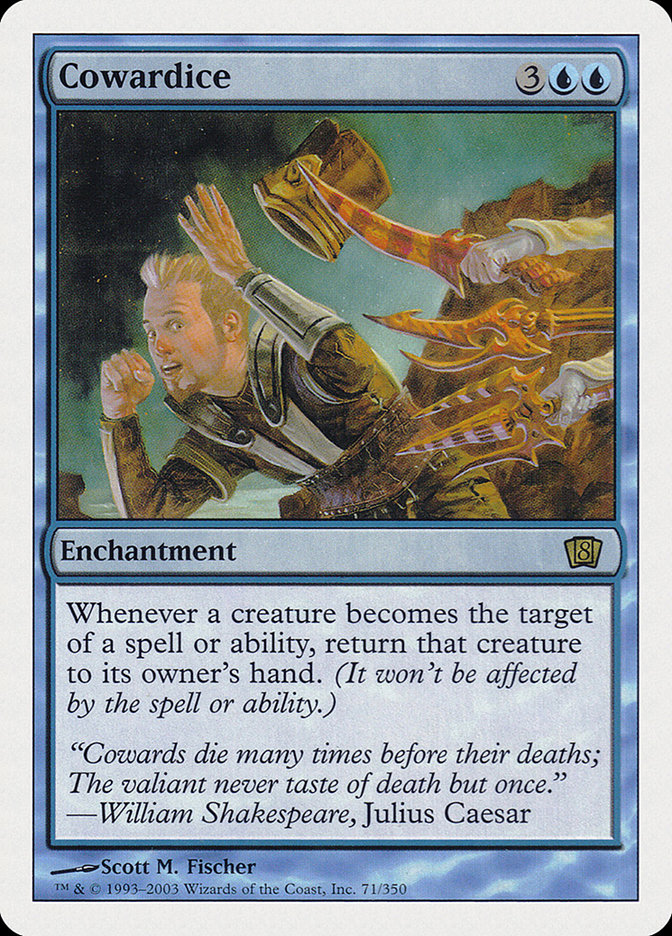 Cowardice 3
Enchantment 8
Whenever a creature becomes the target
of a spell or ability, return that creature
to its owner's hand. (It won't be affected
by the spell or ability.)
“Cowards die many times before their deaths;
The valiant never taste of death but once.”
—William Shakespeare, Julius Caesar
Scott M. Fischer
™ & © 1993–2003 Wizards of the Coast, Inc. 71/350